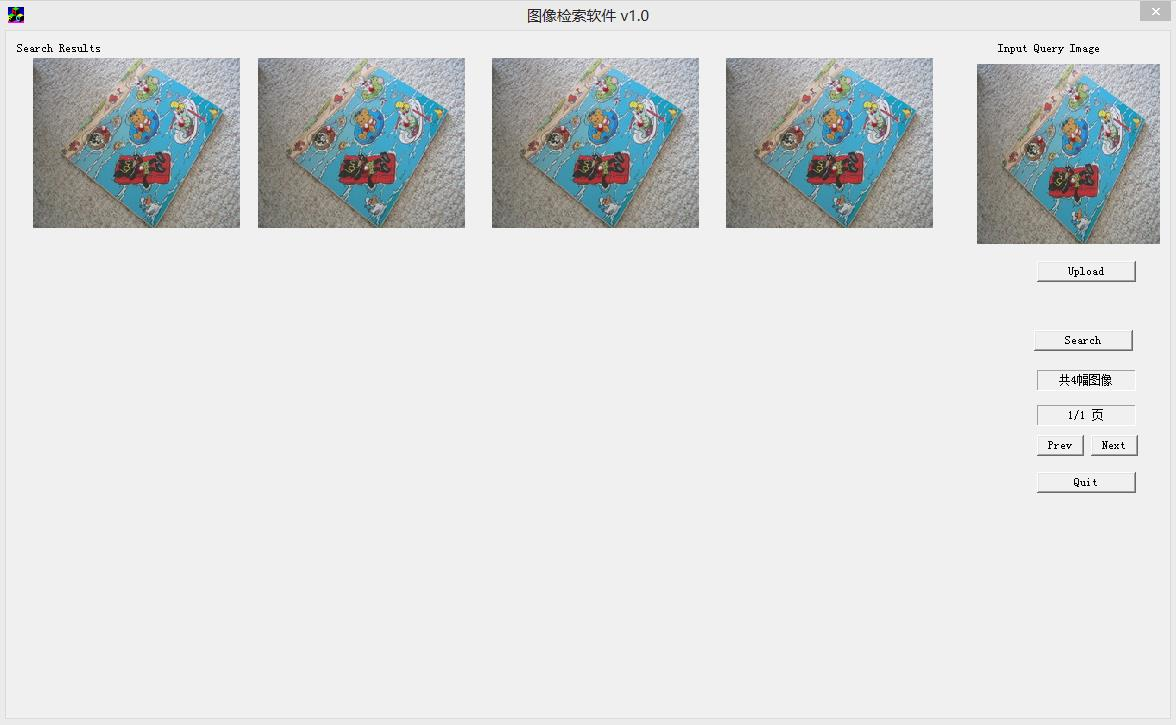 图像检索软件 v1.0
Search Results
Input Query Image
Upload
Search
共4幅图像
1/1 页
Prev
Next
Quit